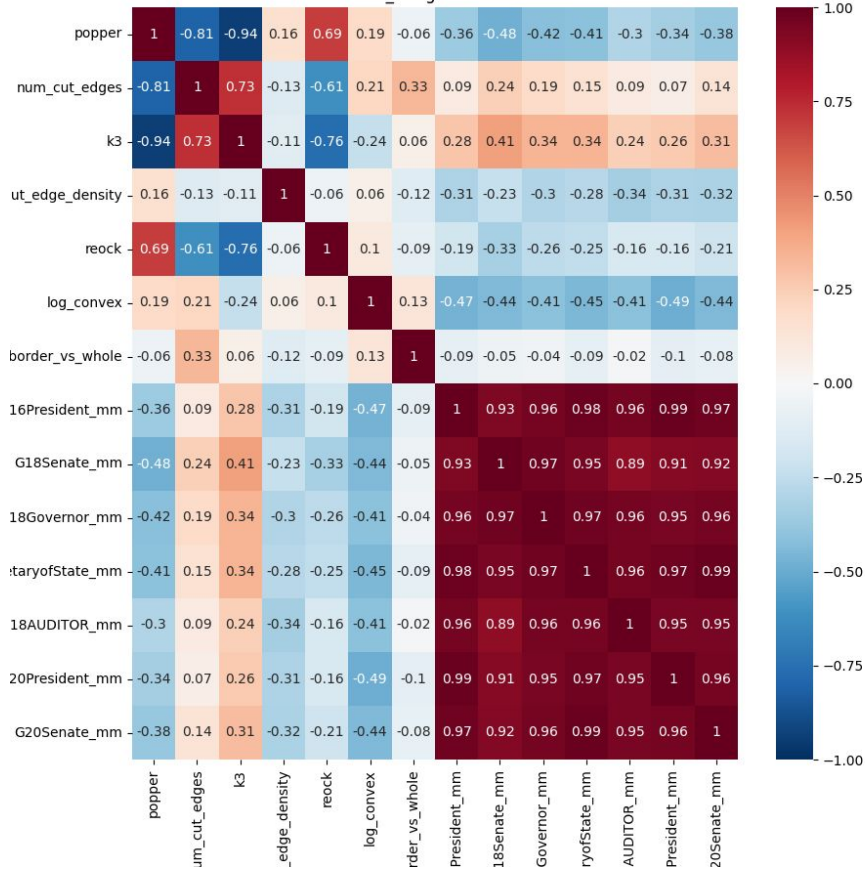 popper 1 -0.81 -0.94 0.16 0.69 0.19 -0.06 -0.36 -0.48 -0.42 -0.41 -0.3 -0.34 -0.38
num_cut_edges -0.81 1 0.73 -0.13 -0.61 0.21 0.33 0.09 0.24 0.19 0.15 0.09 0.07 0.14
k3 -0.94 0.73 1 -0.11 -0.76 -0.24 0.06 0.28 0.41 0.34 0.34 0.24 0.26 0.31
ut_edge_density 0.16 -0.13 -0.11 1 -0.06 0.06 -0.12 -0.31 -0.23 -0.3 -0.28 -0.34 -0.31 -0.32
reock 0.69 -0.61 -0.76 -0.06 1 0.1 -0.09 -0.19 -0.33 -0.26 -0.25 -0.16 -0.16 -0.21
log_convex 0.19 0.21 -0.24 0.06 0.1 1 0.13 -0.47 -0.44 -0.41 -0.45 -0.41 -0.49 -0.44
border_vs_whole -0.06 0.33 0.06 -0.12 -0.09 0.13 1 -0.09 -0.05 -0.04 -0.09 -0.02 -0.1 -0.08
16President_mm -0.36 0.09 0.28 -0.31 -0.19 -0.47 -0.09 1 0.93 0.96 0.98 0.96 0.99 0.97
G18Senate_mm -0.48 0.24 0.41 -0.23 -0.33 -0.44 -0.05 0.93 1 0.97 0.95 0.89 0.91 0.92
18Governor_mm -0.42 0.19 0.34 -0.3 -0.26 -0.41 -0.04 0.96 0.97 1 0.97 0.96 0.95 0.96
etaryofState_mm -0.41 0.15 0.34 -0.28 -0.25 -0.45 -0.09 0.98 0.95 0.97 1 0.96 0.97 0.99
18AUDITOR_mm -0.3 0.09 0.24 -0.34 -0.16 -0.41 -0.02 0.96 0.89 0.96 0.96 1 0.95 0.95
20President_mm -0.34 0.07 0.26 -0.31 -0.16 -0.49 -0.1 0.99 0.91 0.95 0.97 0.95 1 0.96
G20Senate_mm -0.38 0.14 0.31 -0.32 -0.21 -0.44 -0.08 0.97 0.92 0.96 0.99 0.95 0.96 1
popper
um_cut_edges
k3
_edge_density
reock
log_convex
rder_vs_whole
President_mm
18Senate_mm
Governor_mm
ryofState_mm
AUDITOR_mm
President_mm
20Senate_mm
1.00
0.75
0.50
0.25
0.00
-0.25
-0.50
-0.75
-1.00